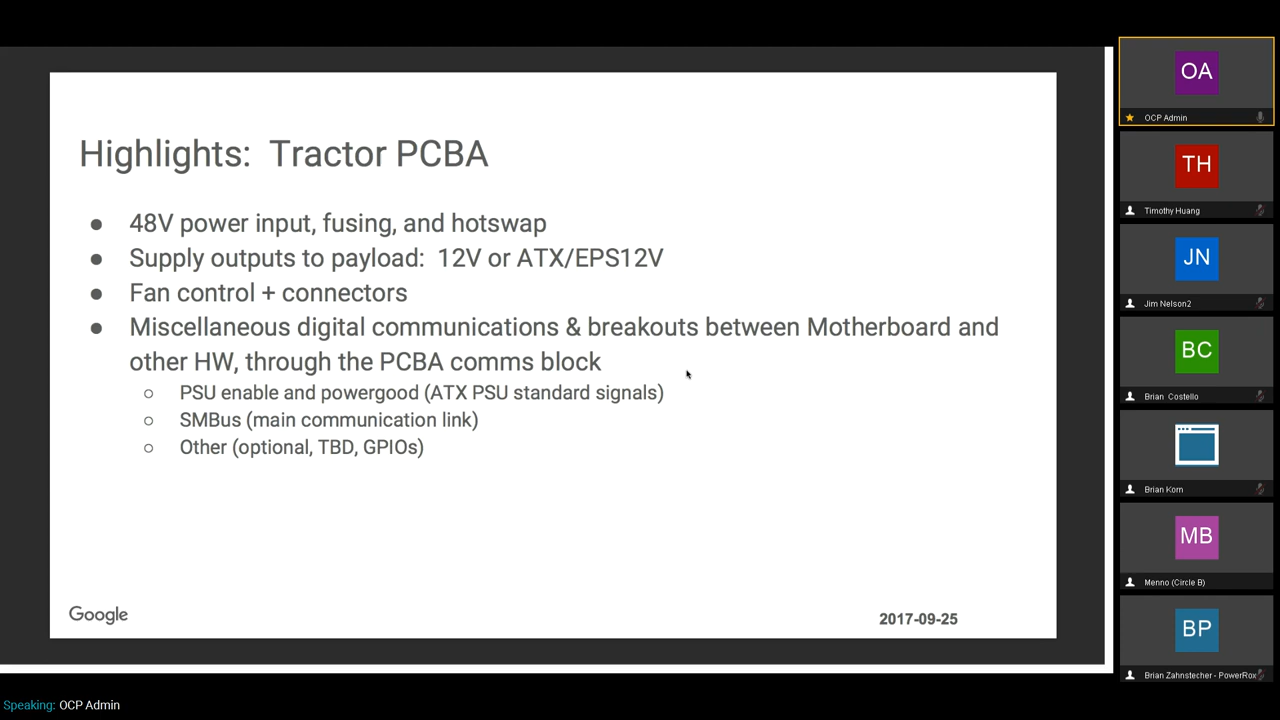 Highlights: Tractor PCBA
● 48V power input, fusing, and hotswap
● Supply outputs to payload: 12V or ATX/EPS12V
● Fan control + connectors
● Miscellaneous digital communications & breakouts between Motherboard and
other HW, through the PCBA comms block
○ PSU enable and powergood (ATX PSU standard signals)
○ SMBus (main communication link)
○ Other (optional, TBD, GPIOs)
Google
2017-09-25
OA
OCP Admin
TH
Timothy Huang
JN
Jim Nelson2
BC
Brian Costello
Brian Korn
MB
Menno (Circle B)
BP
Brian Zahnstecher - PowerRox
Speaking: OCP Admin